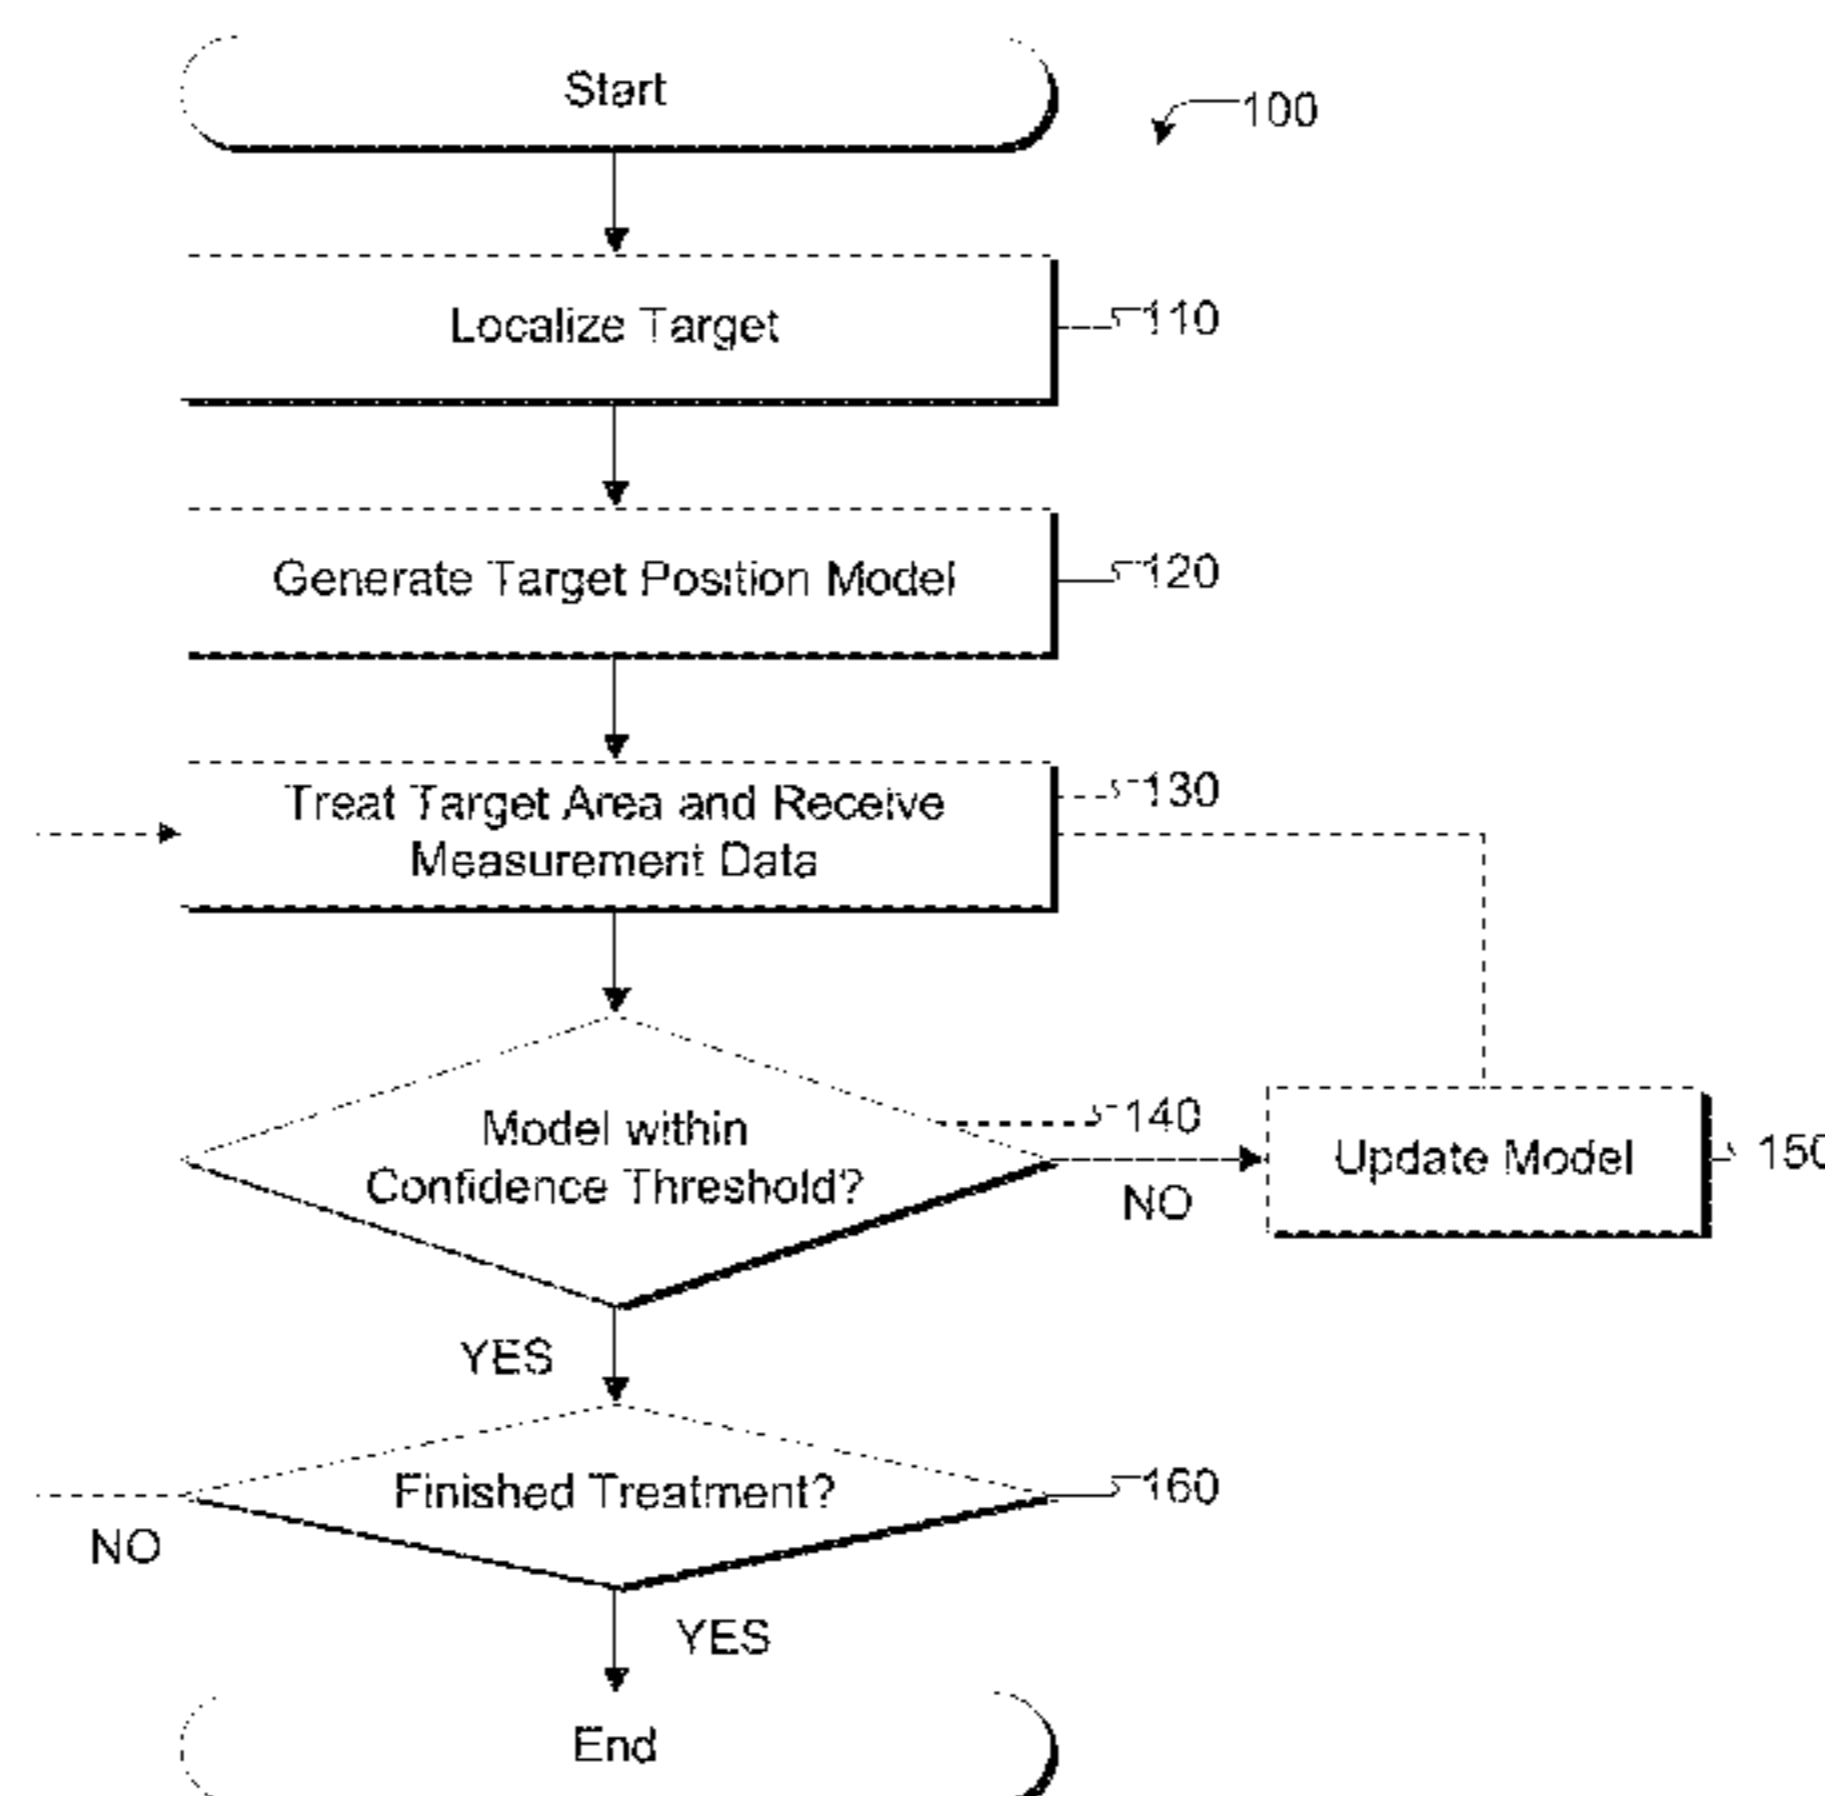 Start
100
Localize Target
110
Generate Target Position Model
120
Treat Target Area and Receive
Measurement Data
130
Model within
Confidence Threshold?
140
NO
Update Model
150
YES
Finished Treatment?
160
NO
YES
End